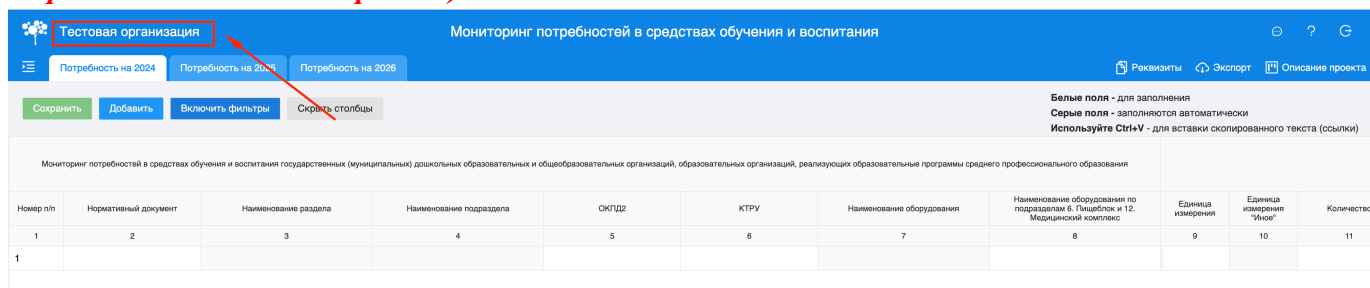 Тестовая организация
Мониторинг потребностей в средствах обучения и воспитания
Потребность на 2024
Потребность на 2025
Потребность на 2026
Реквизиты
Экспорт
Описание проекта
Сохранить
Добавить
Включить фильтры
Скрыть столбцы
Белые поля - для заполнения
Серые поля - заполняются автоматически
Используйте Ctrl+V - для вставки скопированного текста (ссылки)
Мониторинг потребностей в средствах обучения и воспитания государственных (муниципальных) дошкольных образовательных и общеобразовательных организаций, образовательных организаций, реализующих образовательные программы среднего профессионального образования
Номер п/п
Нормативный документ
Наименование раздела
Наименование подраздела
ОКПД2
КТРУ
Наименование оборудования
Наименование оборудования по
подразделам 6. Пищеблок и 12.
Медицинский комплекс
Единица
измерения
Единица
измерения
"Иное"
Количество
1 2 3 4 5 6 7 8 9 10 11
1